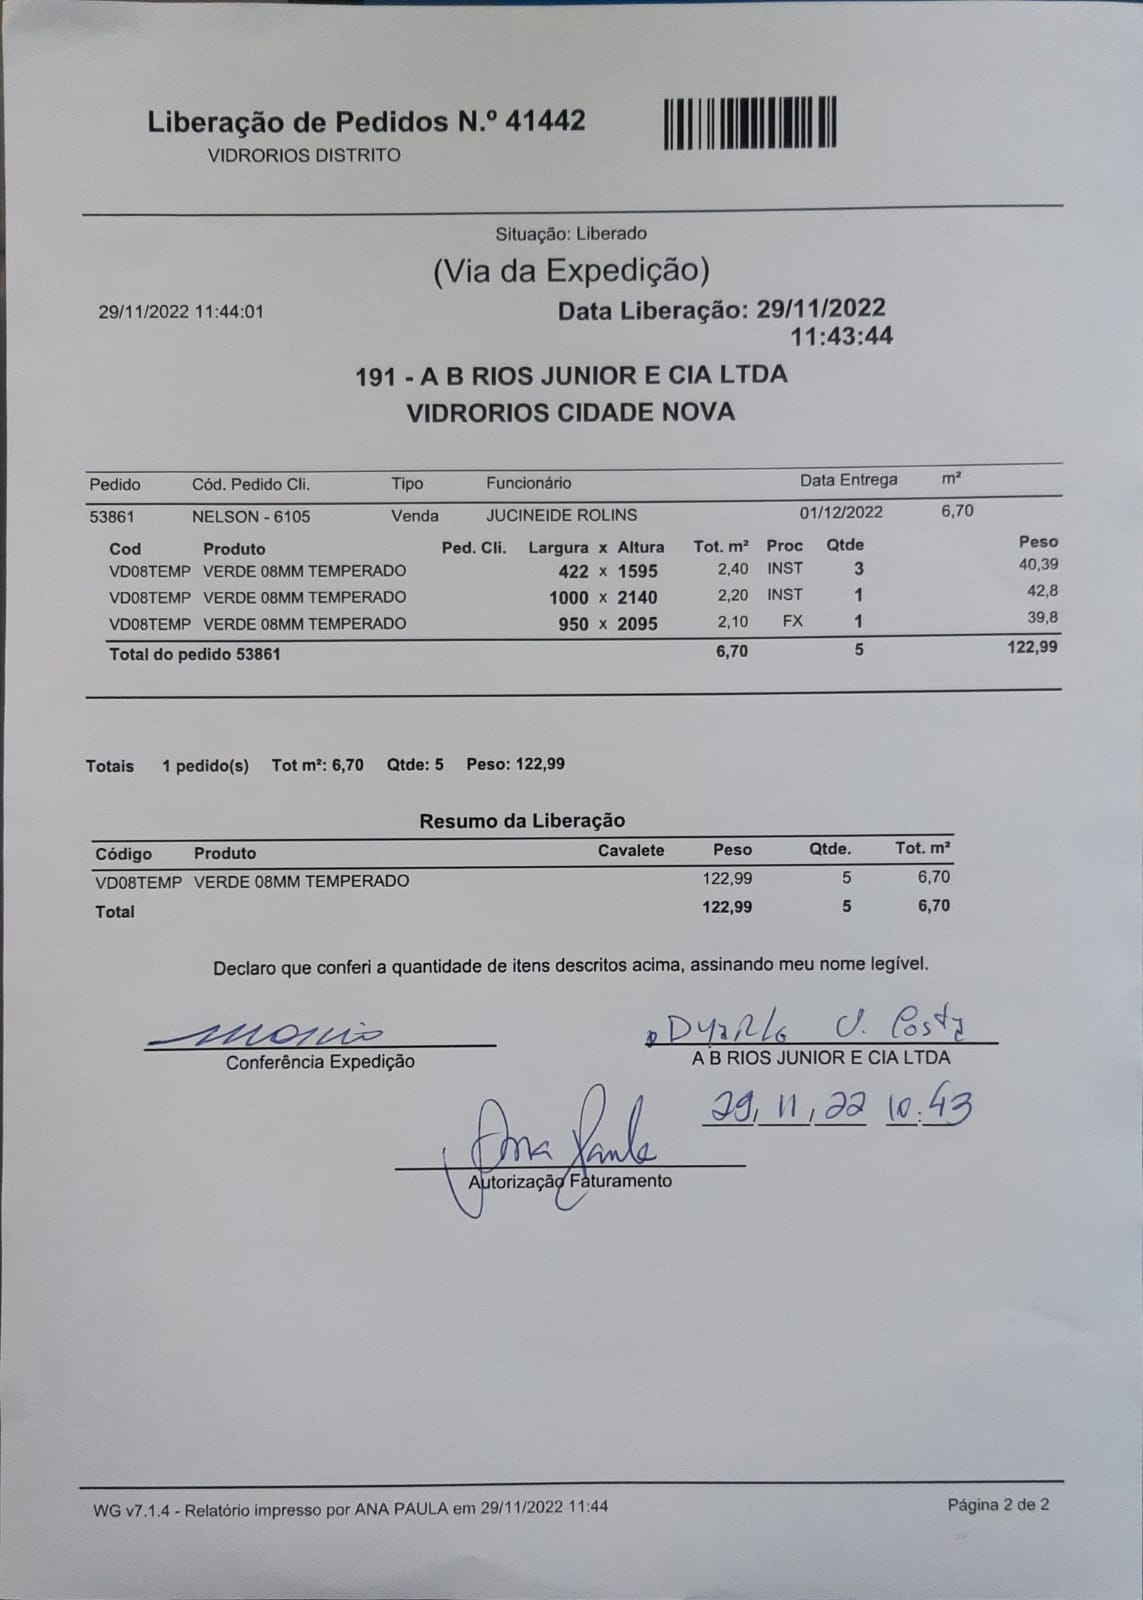 Liberação de Pedidos N.º 41442
VIDRORIOS DISTRITO
Situação: Liberado
(Via da Expedição)
29/11/2022 11:44:01 Data Liberação: 29/11/2022
11:43:44
191 - A B RIOS JUNIOR E CIA LTDA
VIDRORIOS CIDADE NOVA
Pedido Cód. Pedido Cli. Tipo Funcionário Data Entrega m²
53861 NELSON - 6105 Venda JUCINEIDE ROLINS 01/12/2022 6,70
Cod Produto Ped. Cli. Largura x Altura Tot. m² Proc Qtde Peso
VD08TEMP VERDE 08MM TEMPERADO 422 x 1595 2,40 INST 3 40,39
VD08TEMP VERDE 08MM TEMPERADO 1000 x 2140 2,20 INST 1 42,8
VD08TEMP VERDE 08MM TEMPERADO 950 x 2095 2,10 FX 1 39,8
Total do pedido 53861 6,70 5 122,99
Totais 1 pedido(s) Tot m²: 6,70 Qtde: 5 Peso: 122,99
Resumo da Liberação
Código Produto Cavalete Peso Qtde. Tot. m²
VD08TEMP VERDE 08MM TEMPERADO 122,99 5 6,70
Total 122,99 5 6,70
Declaro que conferi a quantidade de itens descritos acima, assinando meu nome legível.
Costa
Conferência Expedição A B RIOS JUNIOR E CIA LTDA
29, 11, 22 10:43
Ana Paula
Autorização Faturamento
WG v7.1.4 - Relatório impresso por ANA PAULA em 29/11/2022 11:44 Página 2 de 2